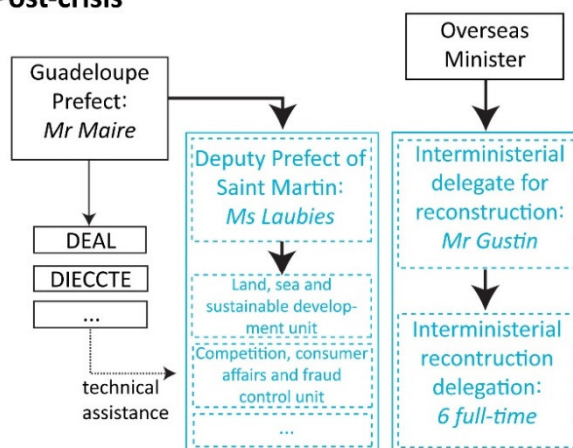 Post-crisis
Overseas
Minister
Guadeloupe
Prefect:
Mr Maire
Deputy Prefect of
Saint Martin:
Ms Laubies
Interministerial
delegate for
reconstruction:
Mr Gustin
DEAL
DIECCTE
...
Land, sea and
sustainable develop-
ment unit
Competition, consumer
affairs and fraud
control unit
...
Interministerial
recontruction
delegation:
6 full-time
technical
assistance